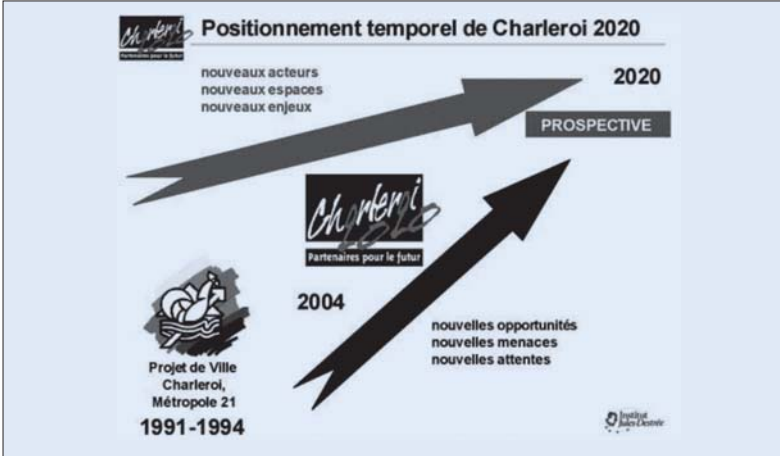 Charleroi
2020
Partenaires pour le futur
Positionnement temporel de Charleroi 2020
nouveaux acteurs
nouveaux espaces
nouveaux enjeux
2020
PROSPECTIVE
Charleroi
2020
Partenaires pour le futur
2004
nouvelles opportunités
nouvelles menaces
nouvelles attentes
Projet de Ville
Charleroi,
Métropole 21
1991-1994
Institut
Jules-Destrée